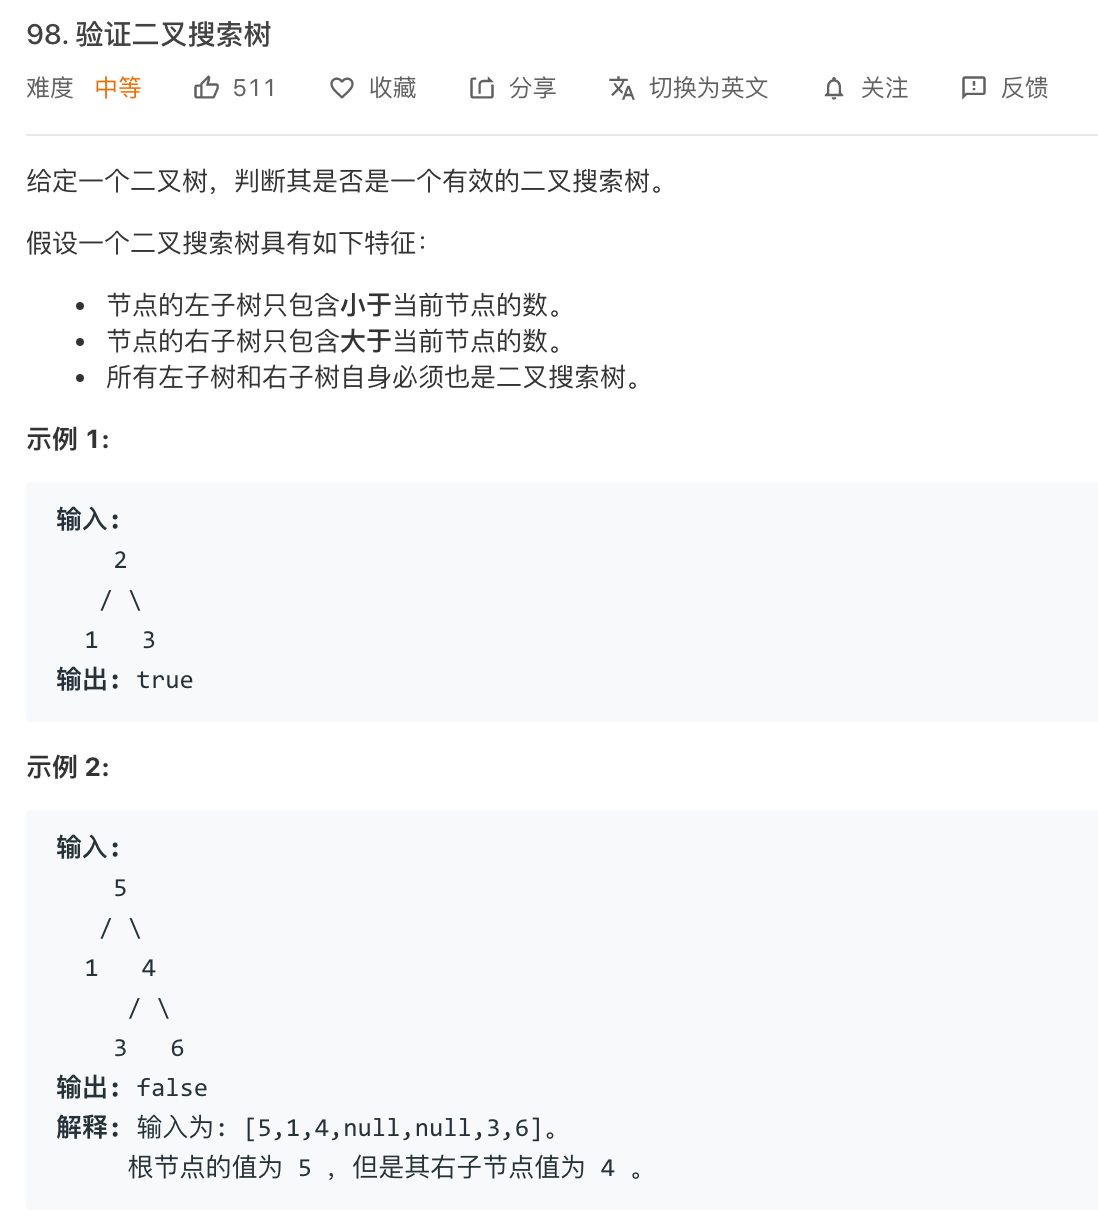 98. 验证二叉搜索树
难度 中等 511 收藏 分享 切换为英文 关注 反馈
给定一个二叉树，判断其是否是一个有效的二叉搜索树。
假设一个二叉搜索树具有如下特征：
• 节点的左子树只包含小于当前节点的数。
• 节点的右子树只包含大于当前节点的数。
• 所有左子树和右子树自身必须也是二叉搜索树。
示例 1:
输入:
    2
   / \
  1   3
输出: true
示例 2:
输入:
    5
   / \
  1   4
     / \
    3   6
输出: false
解释: 输入为: [5,1,4,null,null,3,6]。
     根节点的值为 5 ，但是其右子节点值为 4 。